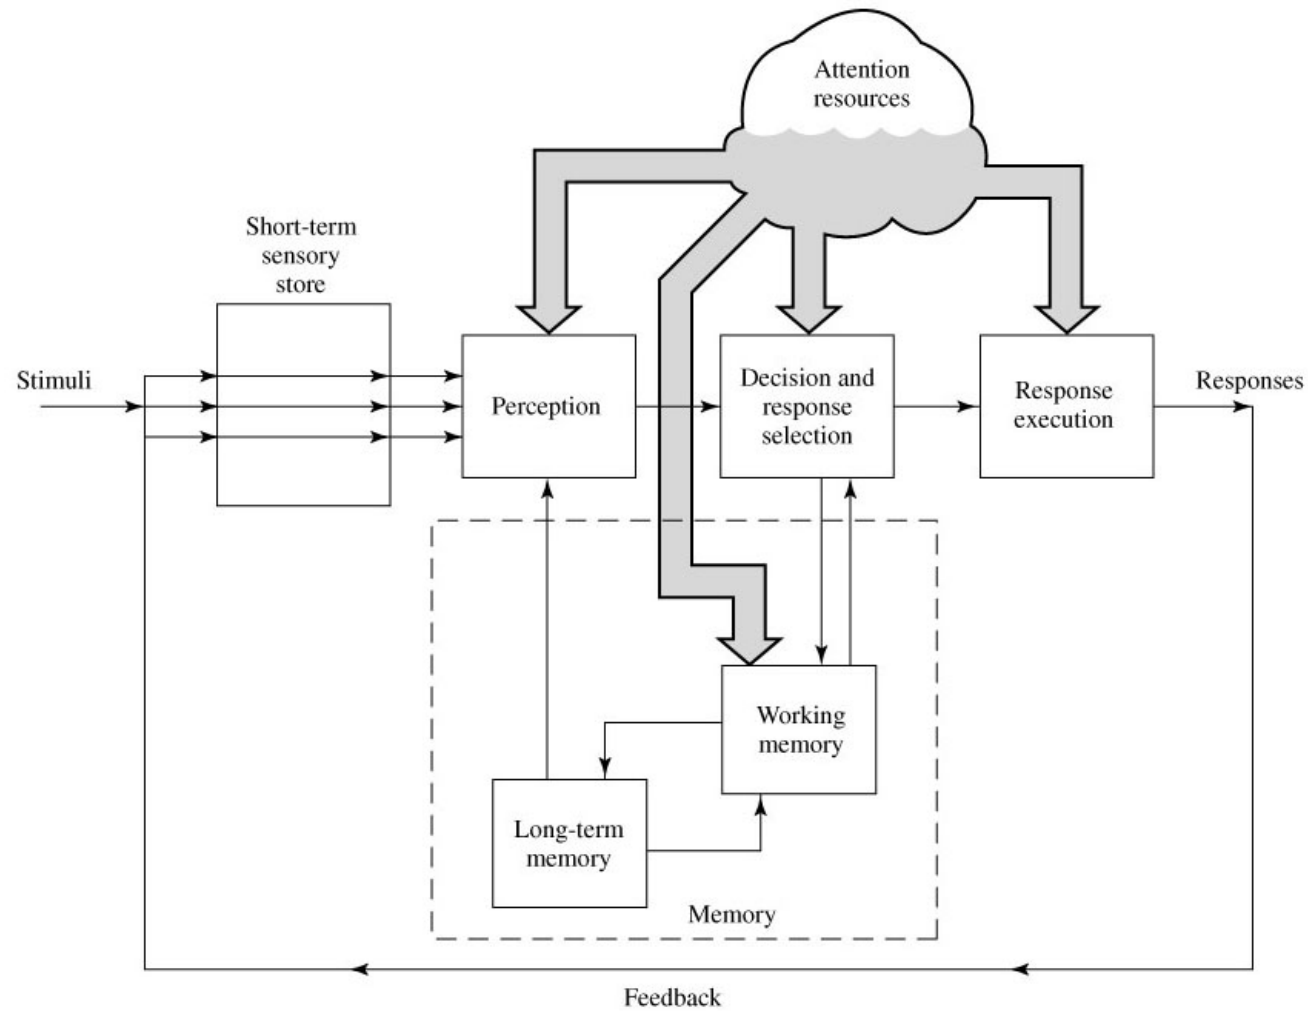 Attention
resources
Short-term
sensory
store
Stimuli
Perception
Decision and
response
selection
Response
execution
Responses
Working
memory
Long-term
memory
Memory
Feedback